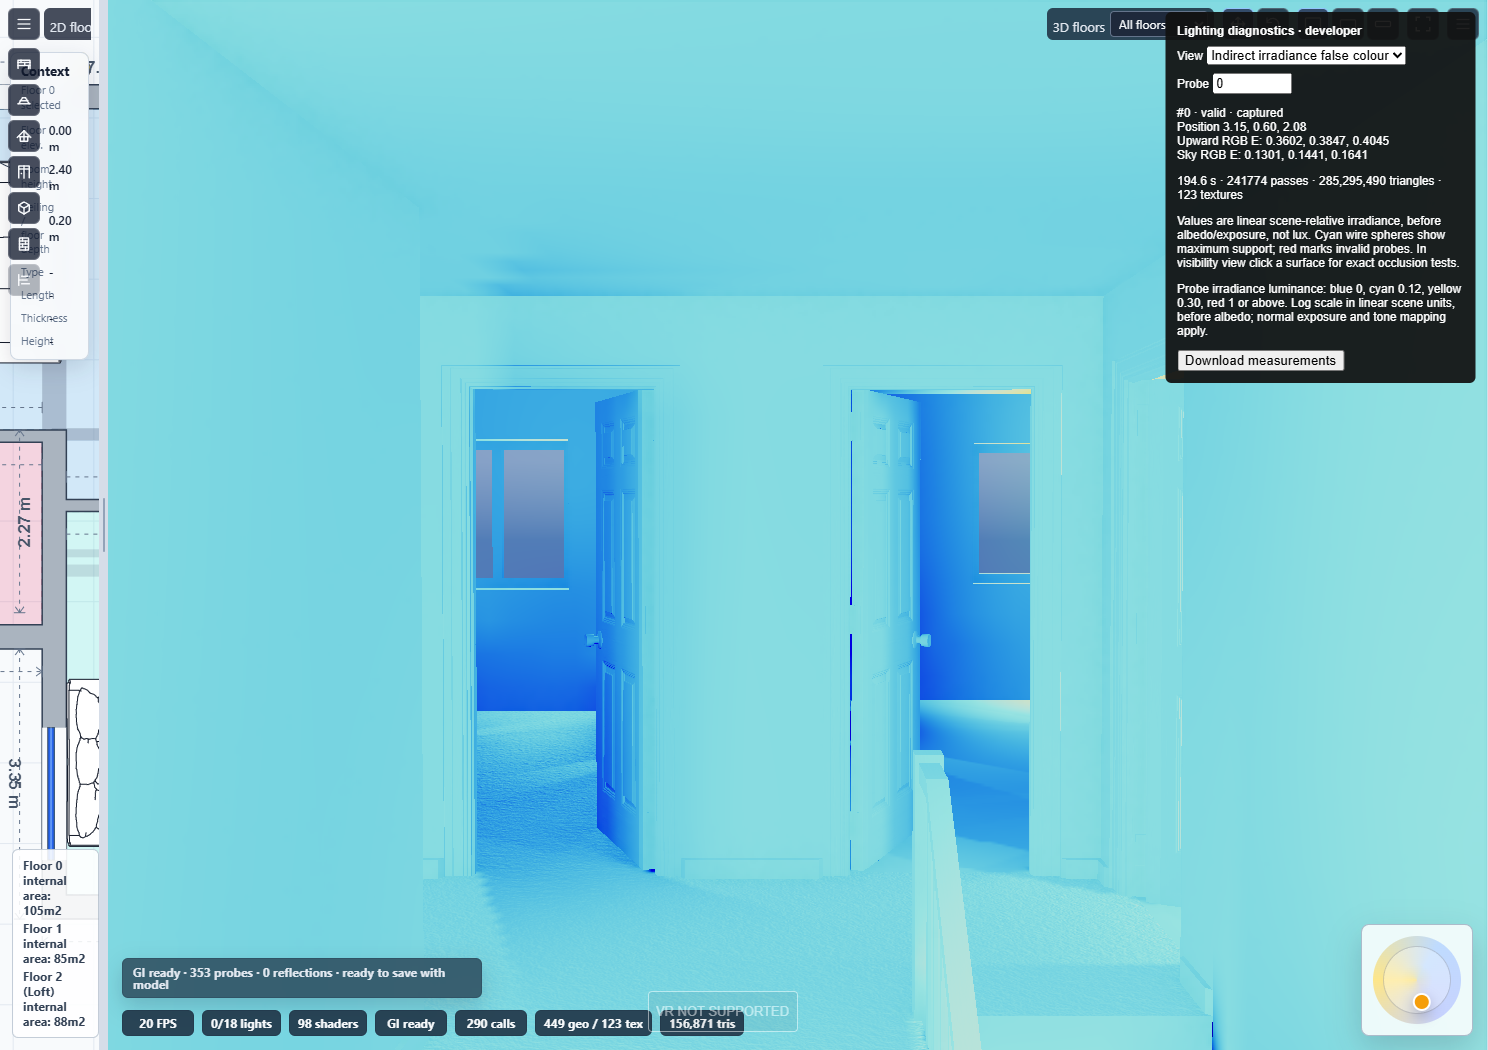 2D floo
3D floors
All floors
Context
7.
Floor 0
selected
0.00
m
2.40
m
0.20
m
Type -
Length -
Thickness -
Height -
2.27 m
3.35 m
Floor 0
internal
area:
105m2
Floor 1
internal
area: 85m2
Floor 2
(Loft)
internal
area: 88m2
Lighting diagnostics · developer
View Indirect irradiance false colour
Probe 0
#0 · valid · captured
Position 3.15, 0.60, 2.08
Upward RGB E: 0.3602, 0.3847, 0.4045
Sky RGB E: 0.1301, 0.1441, 0.1641
194.6 s · 241774 passes · 285,295,490 triangles ·
123 textures
Values are linear scene-relative irradiance, before
albedo/exposure, not lux. Cyan wire spheres show
maximum support; red marks invalid probes. In
visibility view click a surface for exact occlusion tests.
Probe irradiance luminance: blue 0, cyan 0.12, yellow
0.30, red 1 or above. Log scale in linear scene units,
before albedo; normal exposure and tone mapping
apply.
Download measurements
GI ready · 353 probes · 0 reflections · ready to save with
model
VR NOT SUPPORTED
20 FPS
0/18 lights
98 shaders
GI ready
290 calls
449 geo / 123 tex
156,871 tris